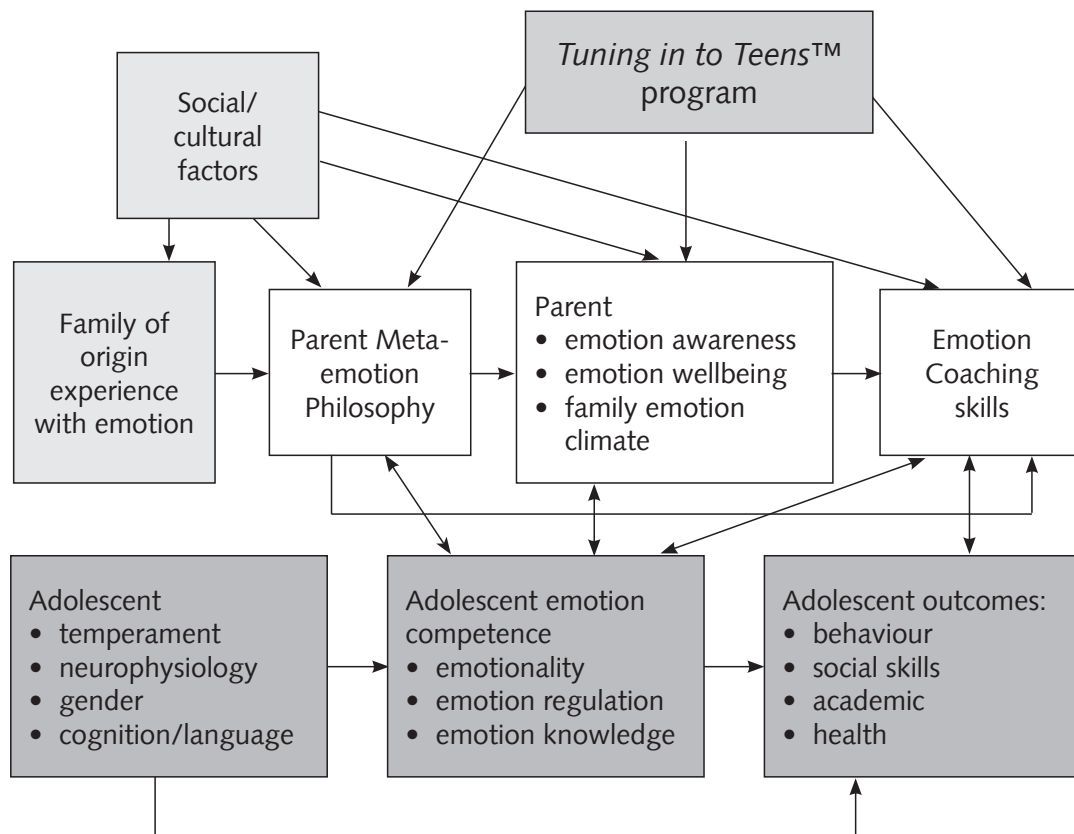 Tuning in to Teens™
program
Social/
cultural
factors
Family of
origin
experience
with emotion
Parent Meta-
emotion
Philosophy
Parent
• emotion awareness
• emotion wellbeing
• family emotion
climate
Emotion
Coaching
skills
Adolescent
• temperament
• neurophysiology
• gender
• cognition/language
Adolescent emotion
competence
• emotionality
• emotion regulation
• emotion knowledge
Adolescent outcomes:
• behaviour
• social skills
• academic
• health